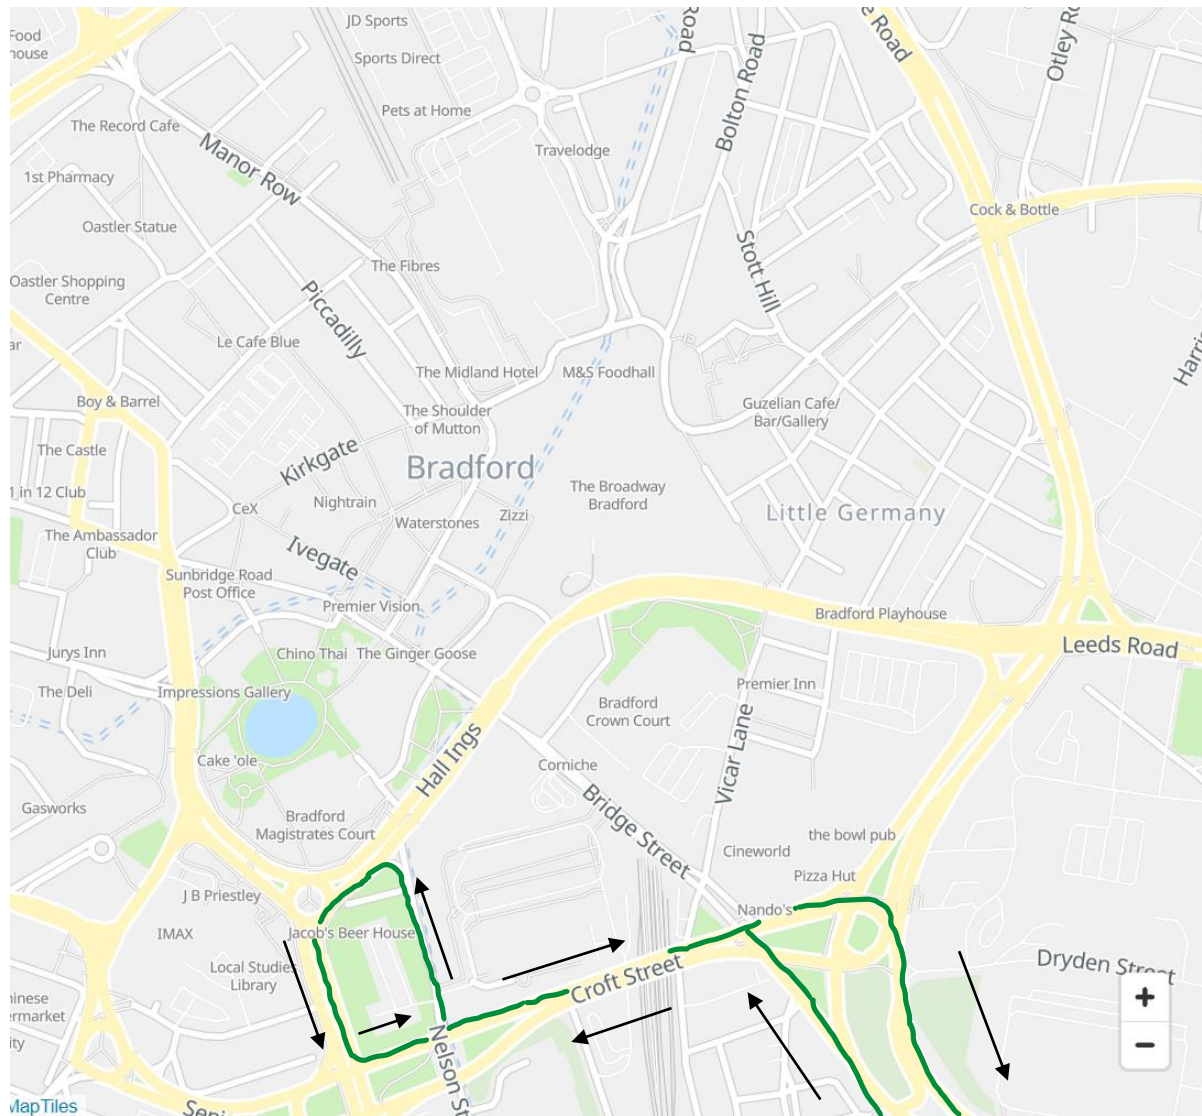 Food
house
JD Sports
Sports Direct
Pets at Home
Road
Bolton Road
e Road
Otley Ro
The Record Cafe
Manor Row
Travelodge
1st Pharmacy
Cock & Bottle
Oastler Statue
Stott Hill
The Fibres
Oastler Shopping
Centre
Piccadilly
Le Cafe Blue
ar
Harri
The Midland Hotel
M&S Foodhall
Boy & Barrel
The Shoulder
of Mutton
Guzelian Cafe/
Bar/Gallery
The Castle
Kirkgate
Bradford
1 in 12 Club
Nightrain
The Broadway
Bradford
CeX
Waterstones
Zizzi
Little Germany
The Ambassador
Club
Ivegate
Sunbridge Road
Post Office
Premier Vision
Bradford Playhouse
Leeds Road
Jurys Inn
Chino Thai
The Ginger Goose
The Deli
Impressions Gallery
Premier Inn
Bradford
Crown Court
Cake 'ole
Hall Ings
Corniche
Vicar Lane
Gasworks
Bradford
Magistrates Court
Bridge Street
the bowl pub
Cineworld
Pizza Hut
J B Priestley
Nando's
IMAX
Jacob's Beer House
Local Studies
Library
Croft Street
Dryden Street
hinese
ermarket
ity
Nelson St
+
−
MapTiles